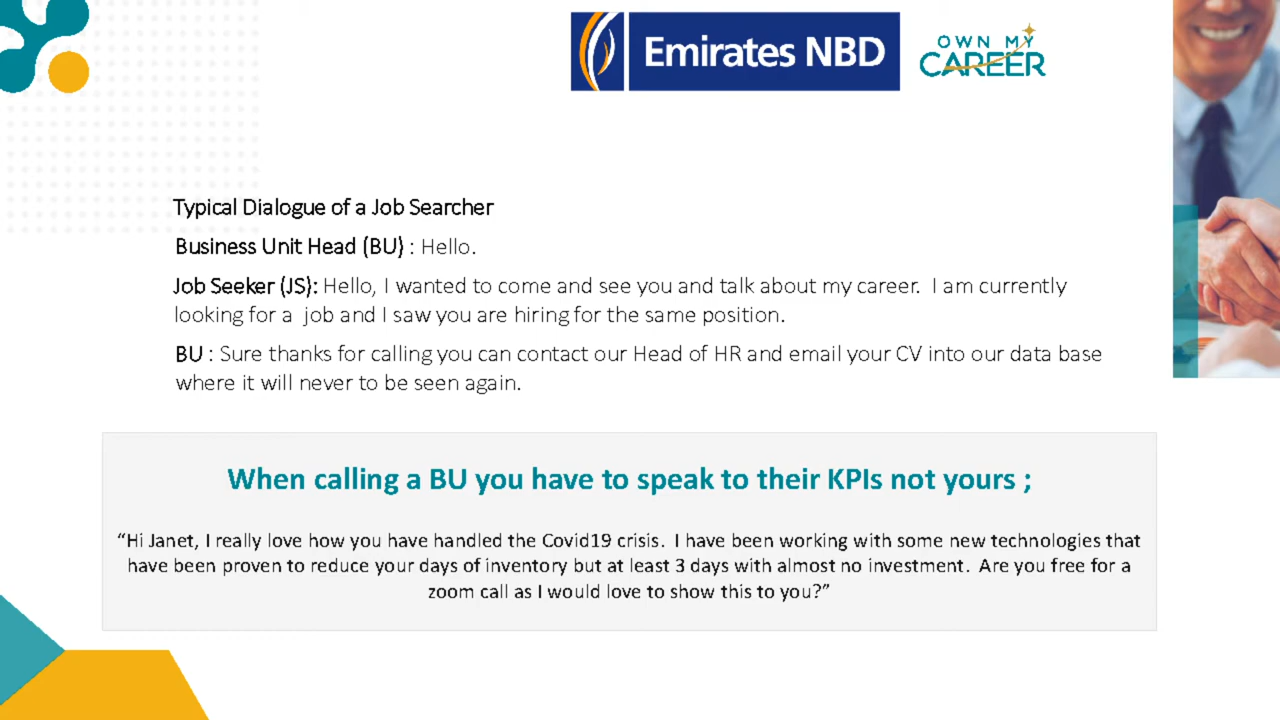 Emirates NBD
OWN MY
CAREER
Typical Dialogue of a Job Searcher
Business Unit Head (BU) : Hello.
Job Seeker (JS): Hello, I wanted to come and see you and talk about my career. I am currently
looking for a job and I saw you are hiring for the same position.
BU : Sure thanks for calling you can contact our Head of HR and email your CV into our data base
where it will never to be seen again.
When calling a BU you have to speak to their KPIs not yours ;
“Hi Janet, I really love how you have handled the Covid19 crisis. I have been working with some new technologies that
have been proven to reduce your days of inventory but at least 3 days with almost no investment. Are you free for a
zoom call as I would love to show this to you?”